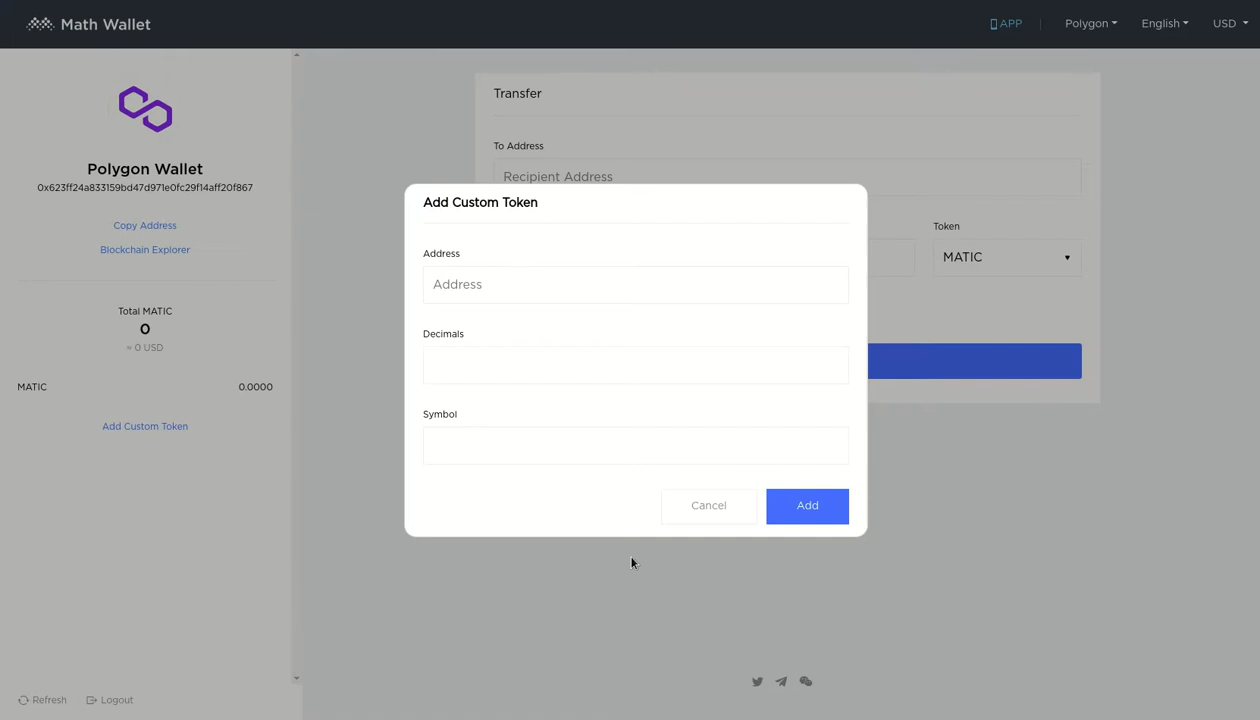 Math Wallet
APP
Polygon
English
USD
Polygon Wallet
0x623ff24a833159bd47d971e0fc29f14aff20f867
Copy Address
Blockchain Explorer
Total MATIC
0
≈ 0 USD
MATIC 0.0000
Add Custom Token
Refresh
Logout
Transfer
To Address
Recipient Address
Token
MATIC
Add Custom Token
Address
Address
Decimals
Symbol
Cancel
Add